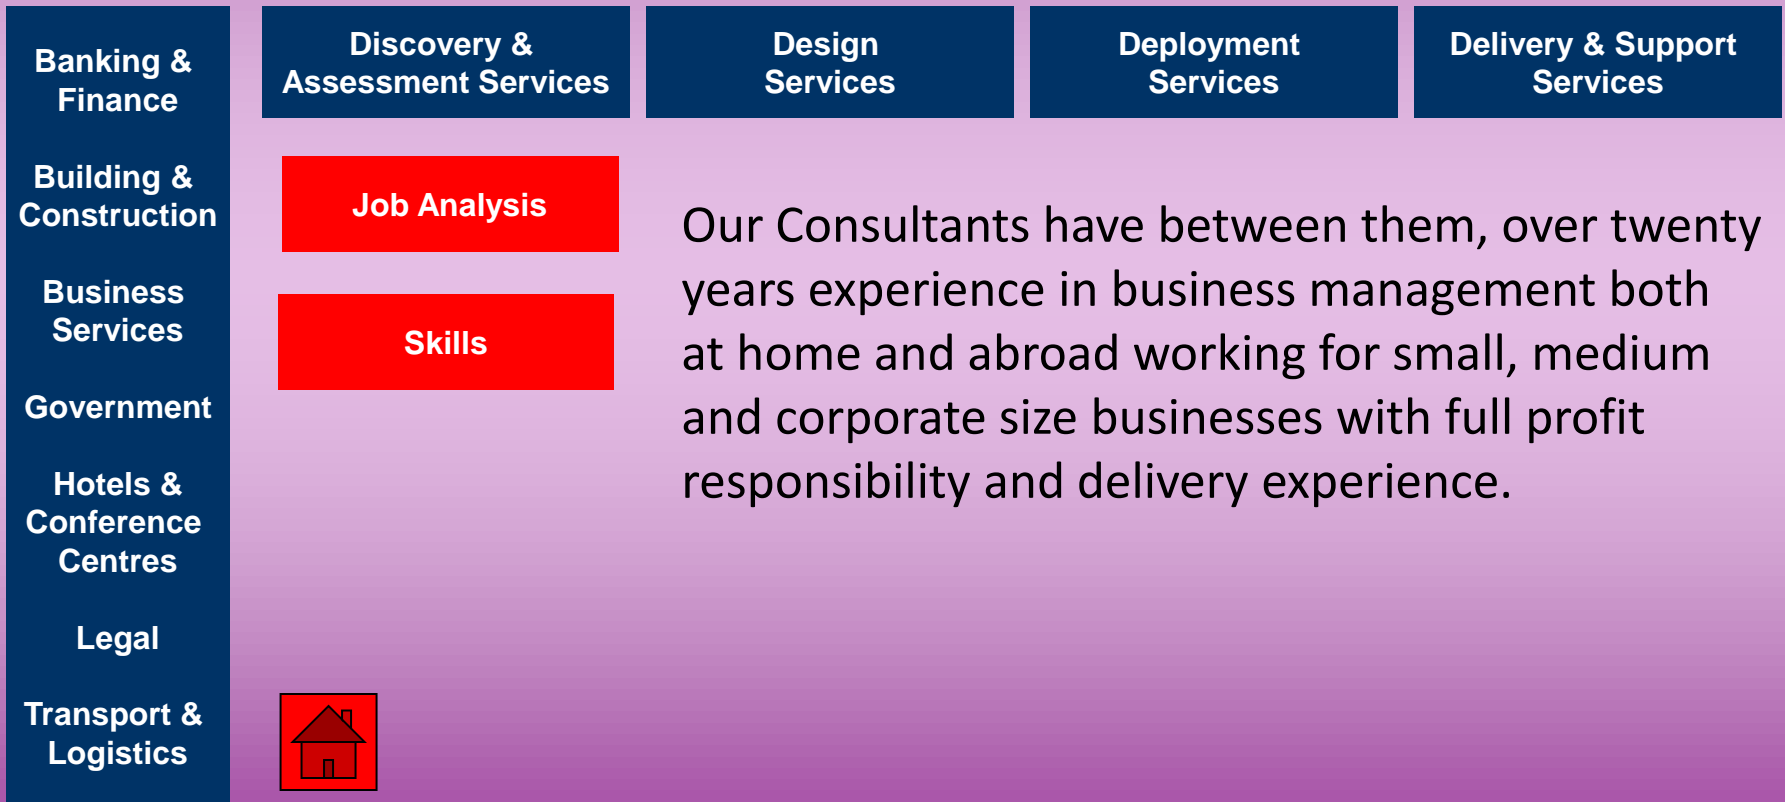 Banking &
Finance
Building &
Construction
Business
Services
Government
Hotels &
Conference
Centres
Legal
Transport &
Logistics
Discovery &
Assessment Services
Design
Services
Deployment
Services
Delivery & Support
Services
Job Analysis
Skills
Our Consultants have between them, over twenty
years experience in business management both
at home and abroad working for small, medium
and corporate size businesses with full profit
responsibility and delivery experience.